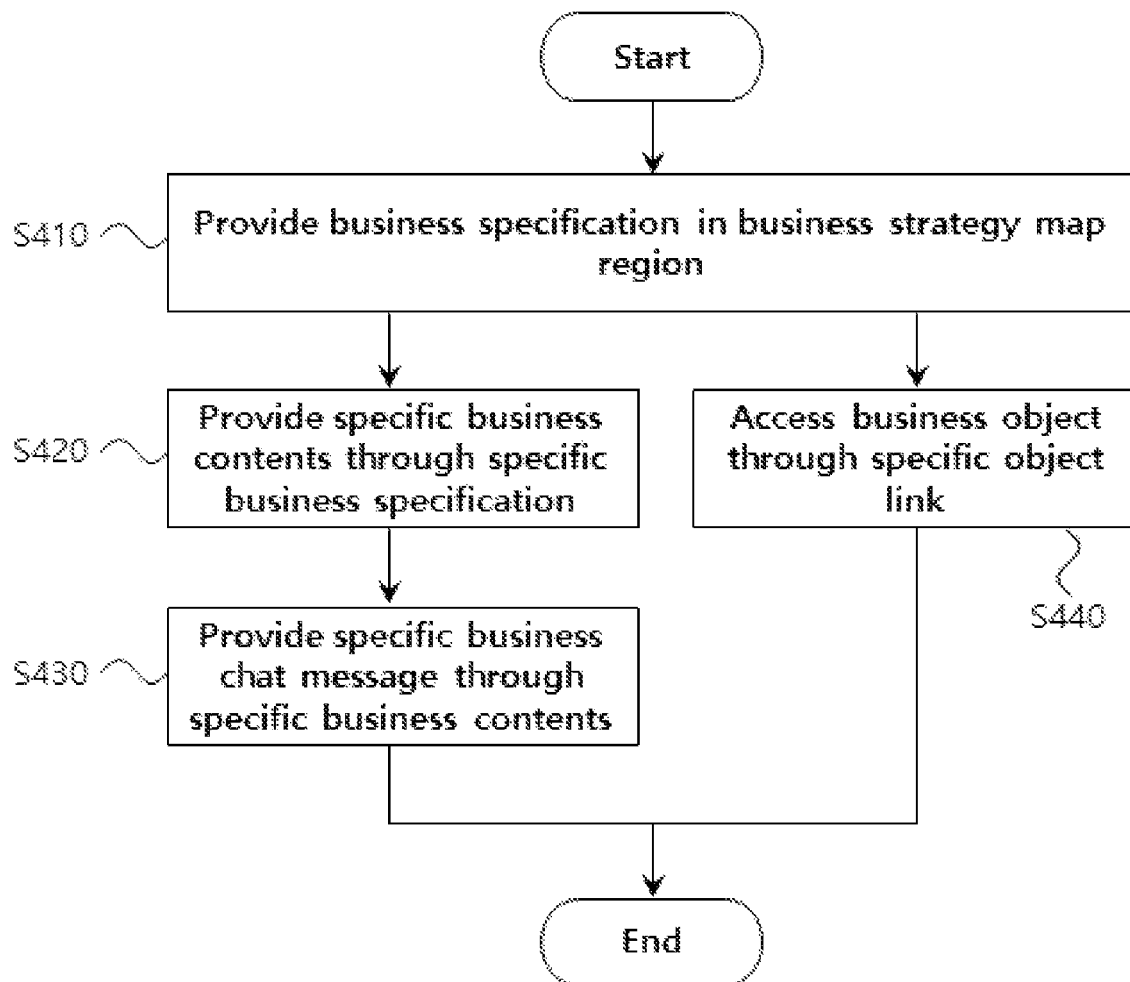 Start
S410
Provide business specification in business strategy map
region
S420
Provide specific business
contents through specific
business specification
Access business object
through specific object
link
S440
S430
Provide specific business
chat message through
specific business contents
End